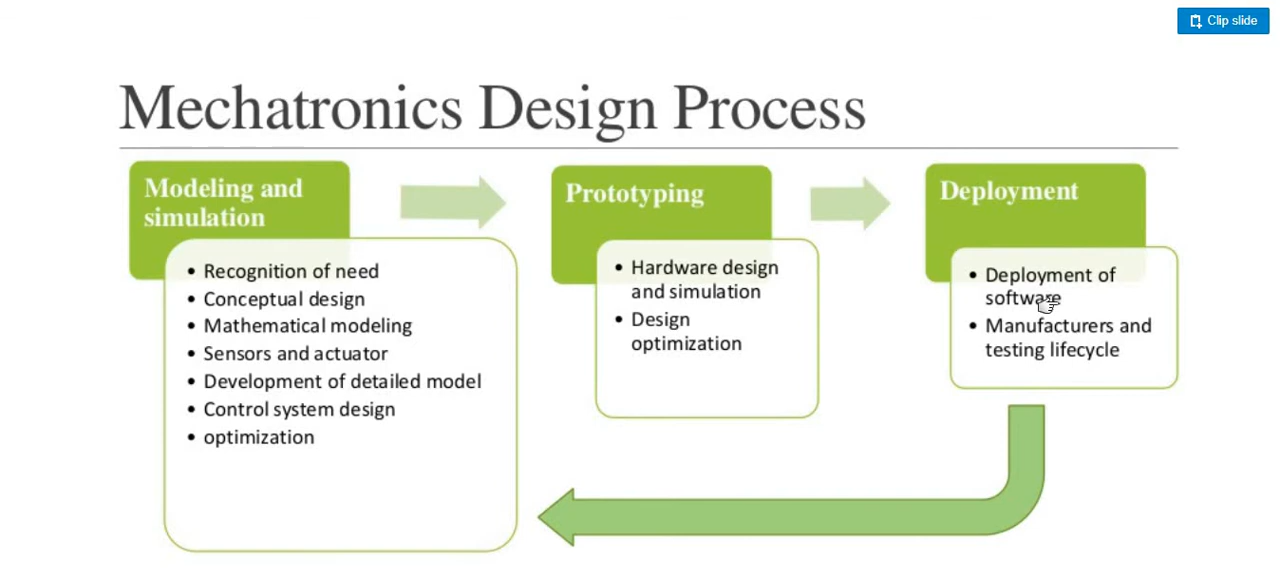 Clip slide
Mechatronics Design Process
Modeling and
simulation
• Recognition of need
• Conceptual design
• Mathematical modeling
• Sensors and actuator
• Development of detailed model
• Control system design
• optimization
Prototyping
• Hardware design
and simulation
• Design
optimization
Deployment
• Deployment of
software
• Manufacturers and
testing lifecycle